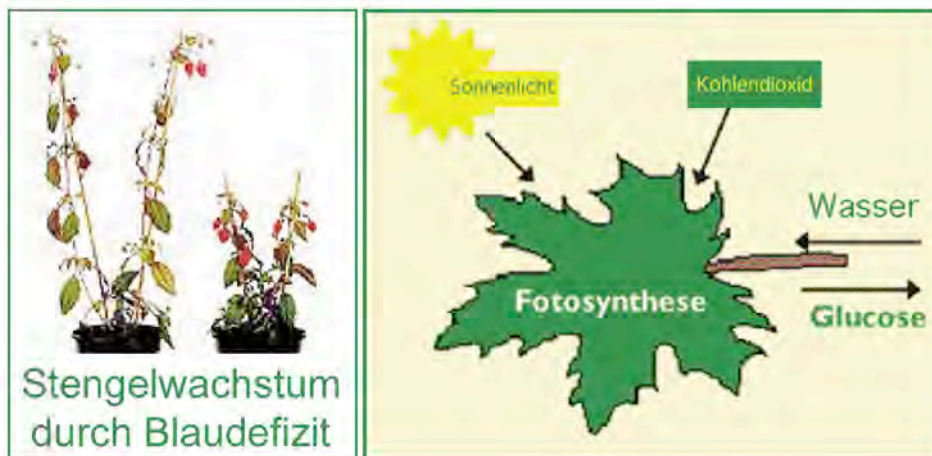 Stengelwachstum
durch Blaudefizit
Sonnenlicht
Kohlendioxid
Wasser
Fotosynthese
Glucose